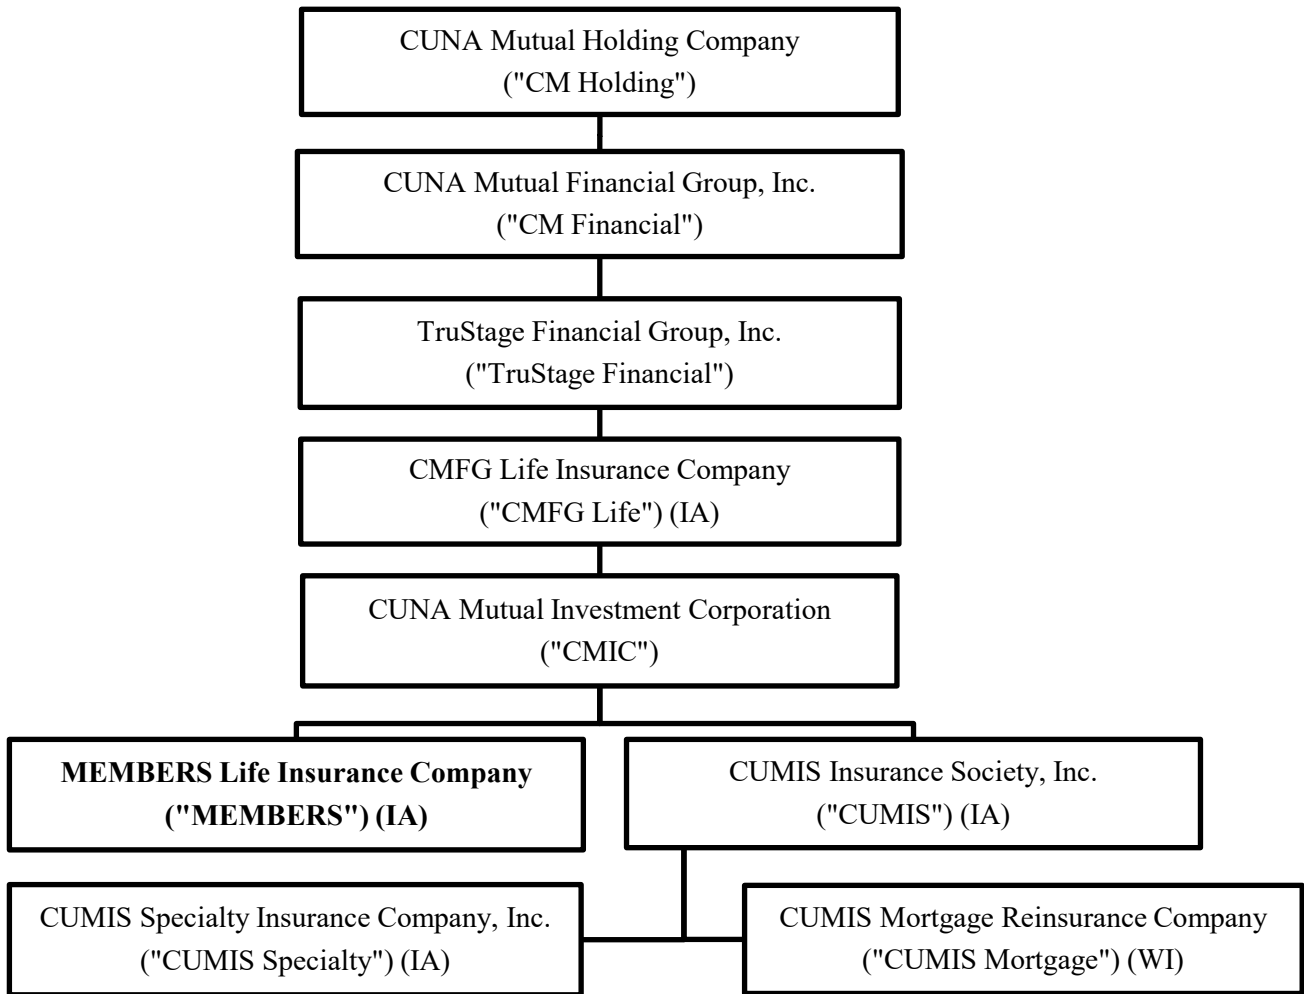 CUNA Mutual Holding Company
("CM Holding")
CUNA Mutual Financial Group, Inc.
("CM Financial")
TruStage Financial Group, Inc.
("TruStage Financial")
CMFG Life Insurance Company
("CMFG Life") (IA)
CUNA Mutual Investment Corporation
("CMIC")
MEMBERS Life Insurance Company
("MEMBERS") (IA)
CUMIS Insurance Society, Inc.
("CUMIS") (IA)
CUMIS Specialty Insurance Company, Inc.
("CUMIS Specialty") (IA)
CUMIS Mortgage Reinsurance Company
("CUMIS Mortgage") (WI)